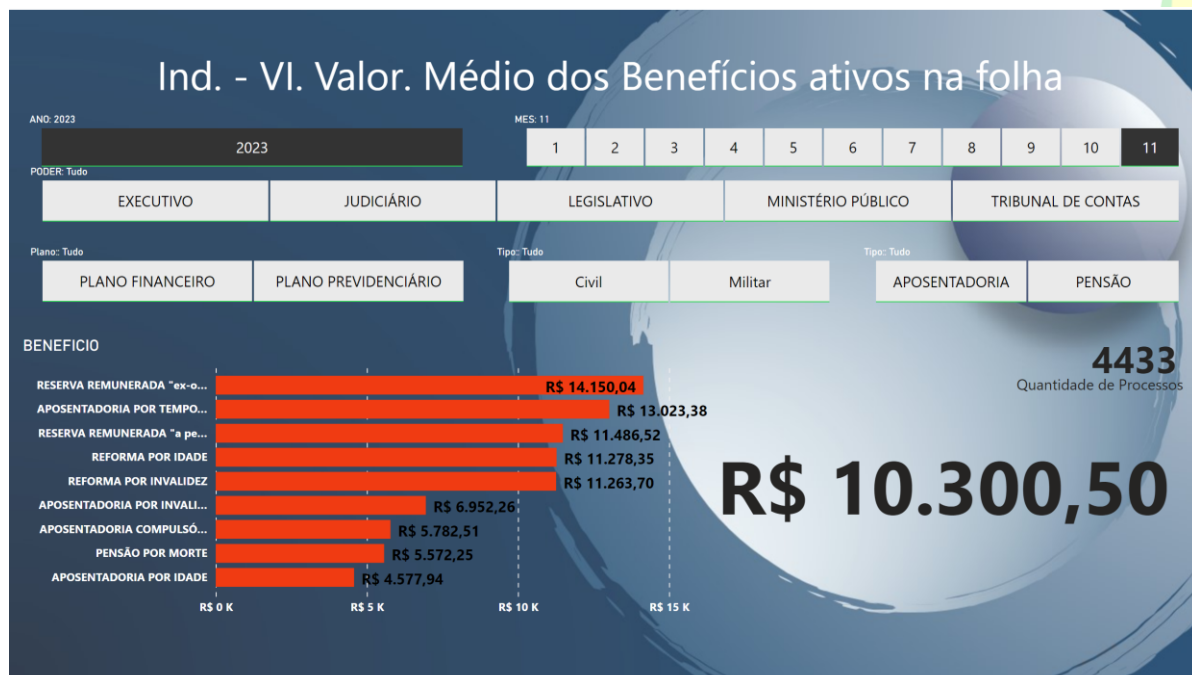 Ind. - VI. Valor. Médio dos Benefícios ativos na folha
ANO: 2023
MES: 11
2023
1 2 3 4 5 6 7 8 9 10 11
PODER: Tudo
EXECUTIVO JUDICIÁRIO LEGISLATIVO MINISTÉRIO PÚBLICO TRIBUNAL DE CONTAS
Plano:: Tudo
Tipo:: Tudo
Tipo:: Tudo
PLANO FINANCEIRO PLANO PREVIDENCIÁRIO Civil Militar APOSENTADORIA PENSÃO
BENEFICIO
4433
Quantidade de Processos
RESERVA REMUNERADA "ex-o... R$ 14.150,04
APOSENTADORIA POR TEMPO... R$ 13.023,38
RESERVA REMUNERADA "a pe... R$ 11.486,52
REFORMA POR IDADE R$ 11.278,35
REFORMA POR INVALIDEZ R$ 11.263,70
APOSENTADORIA POR INVALI... R$ 6.952,26
APOSENTADORIA COMPULSÓ... R$ 5.782,51
PENSÃO POR MORTE R$ 5.572,25
APOSENTADORIA POR IDADE R$ 4.577,94
R$ 0 K R$ 5 K R$ 10 K R$ 15 K
R$ 10.300,50